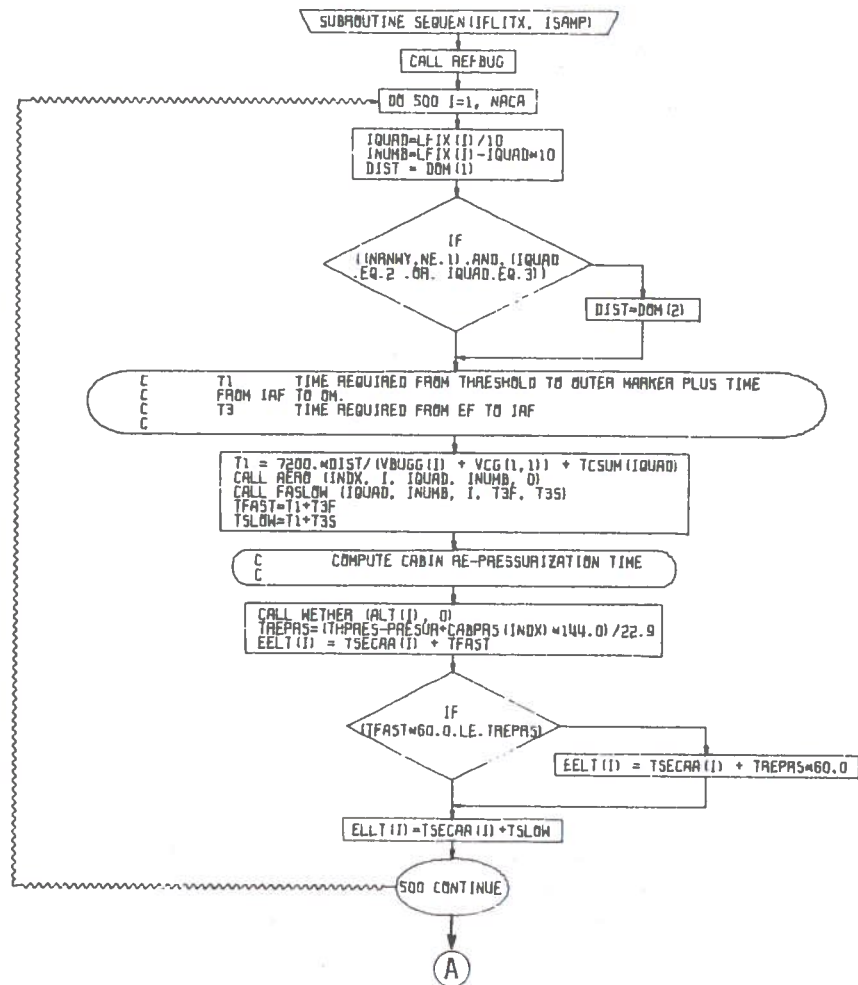 SUBROUTINE SEQUEN(IFLITX, ISAMP)
CALL REFBUG
DO 500 I=1, NACA
IQUAD=LFIX(I)/10
INUMB=LFIX(I)-IQUAD*10
DIST = DOM(1)
IF
((NRNWY.NE.1).AND.(IQUAD
.EQ.2 .OR. IQUAD.EQ.3))
DIST=DOM(2)
C T1 TIME REQUIRED FROM THRESHOLD TO OUTER MARKER PLUS TIME
C FROM IAF TO OM.
C T3 TIME REQUIRED FROM EF TO IAF
C
T1 = 7200.*DIST/(VBUGG(I) + VCG(1,1)) + TCSUM(IQUAD)
CALL AERO (INDX, I, IQUAD, INUMB, 0)
CALL FASLOW (IQUAD, INUMB, I, T3F, T3S)
TFAST=T1+T3F
TSLOW=T1+T3S
C COMPUTE CABIN RE-PRESSURIZATION TIME
C
CALL WETHER (ALT(I), 0)
TREPRS=(THPRES-PRESUR+CABPRS(INDX)*144.0)/22.9
EELT(I) = TSECAA(I) + TFAST
IF
(TFAST*60.0.LE.TREPRS)
EELT(I) = TSECAA(I) + TREPRS*60.0
ELLT(I)=TSECAA(I)+TSLOW
500 CONTINUE
A